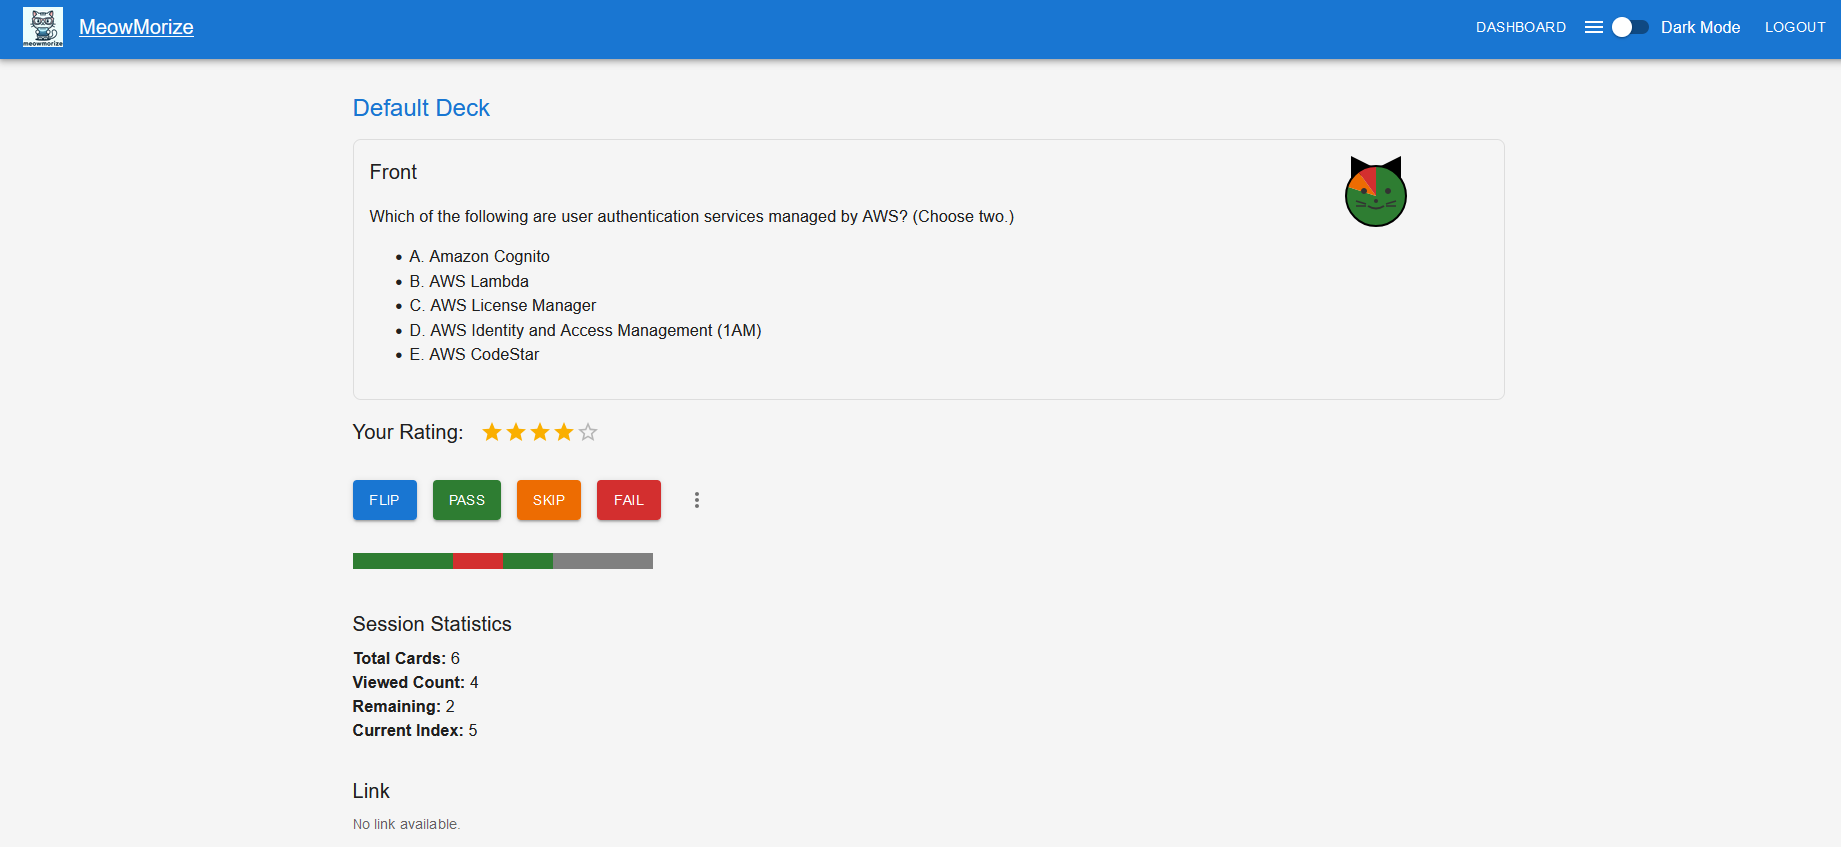 meowmorize
MeowMorize
DASHBOARD
Dark Mode
LOGOUT
Default Deck
Front
Which of the following are user authentication services managed by AWS? (Choose two.)
A. Amazon Cognito
B. AWS Lambda
C. AWS License Manager
D. AWS Identity and Access Management (1AM)
E. AWS CodeStar
Your Rating:
FLIP
PASS
SKIP
FAIL
Session Statistics
Total Cards: 6
Viewed Count: 4
Remaining: 2
Current Index: 5
Link
No link available.